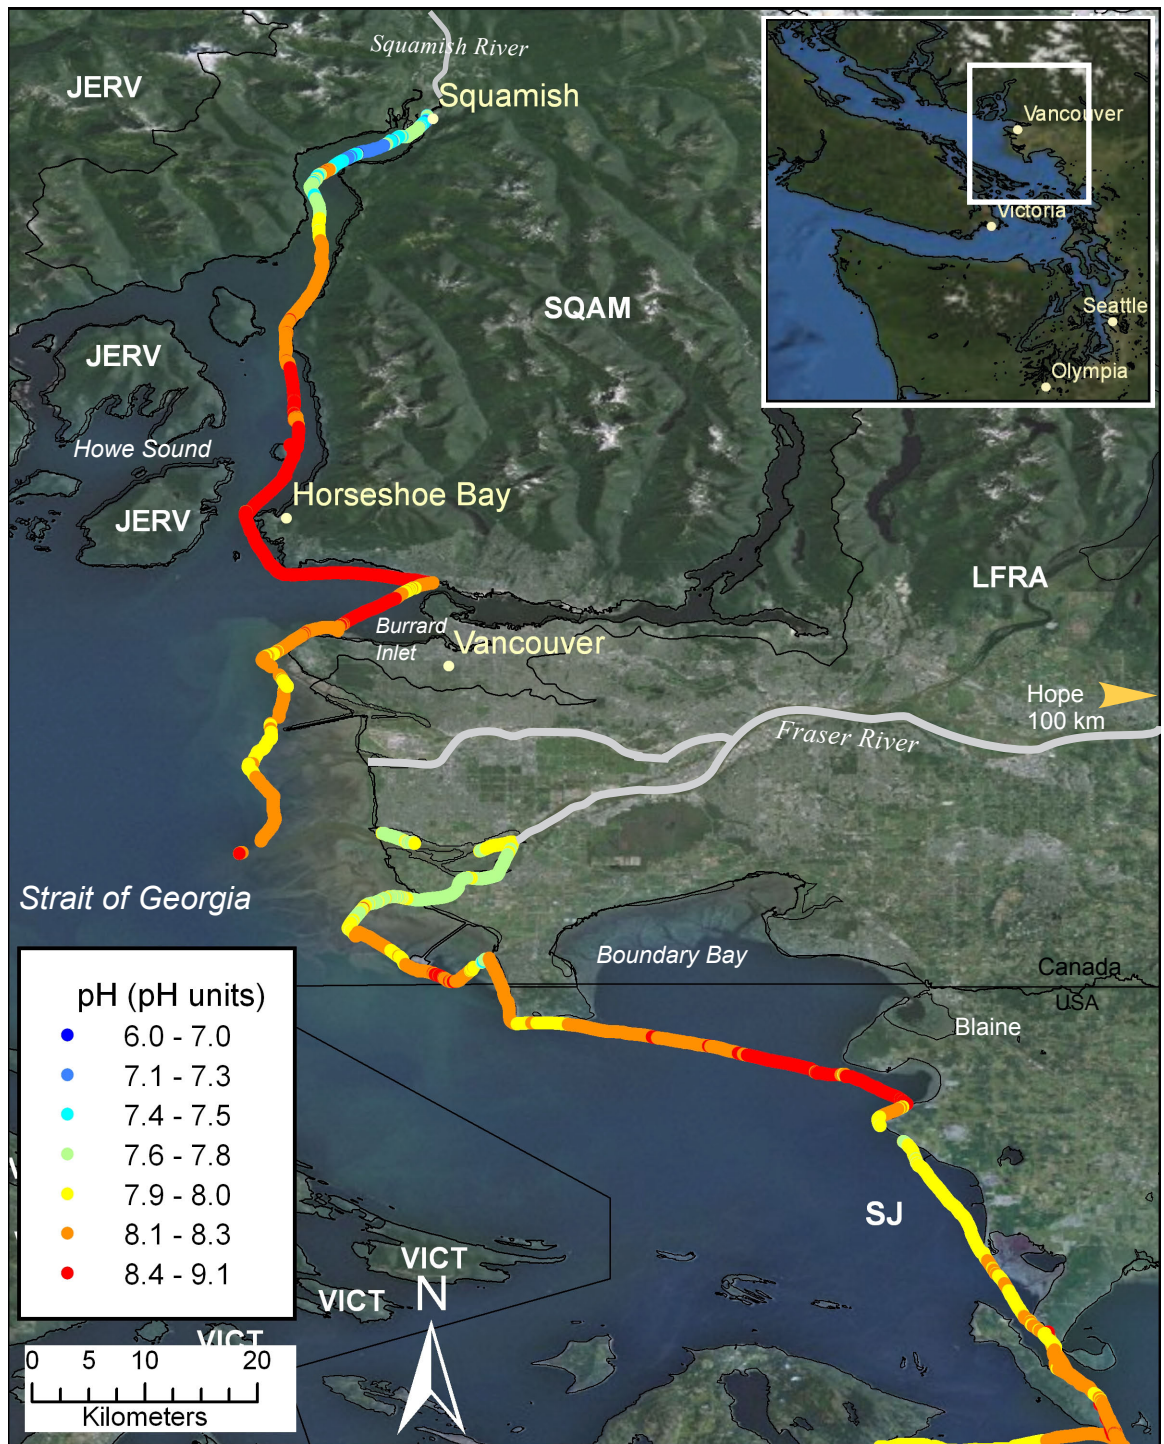 Squamish River
JERV
Squamish
Vancouver
Victoria
Seattle
Olympia
SQAM
JERV
Howe Sound
Horseshoe Bay
JERV
LFRA
Burrard
Inlet
Vancouver
Hope
100 km
Fraser River
Strait of Georgia
Boundary Bay
Canada
USA
Blaine
pH (pH units)
6.0 - 7.0
7.1 - 7.3
7.4 - 7.5
7.6 - 7.8
7.9 - 8.0
8.1 - 8.3
8.4 - 9.1
SJ
VICT
N
VICT
VICT
0 5 10 20
Kilometers